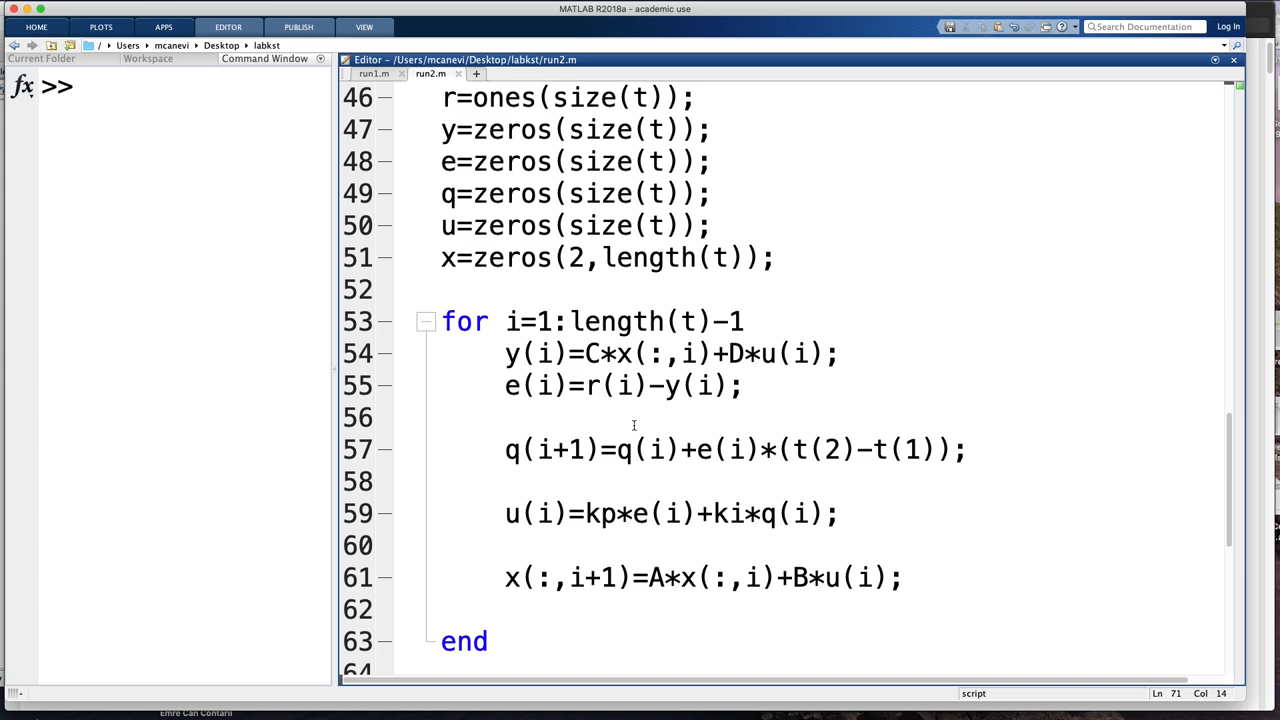 MATLAB R2018a - academic use
HOME PLOTS APPS EDITOR PUBLISH VIEW Search Documentation Log In
/ › Users › mcanevi › Desktop › labkst
Current Folder Workspace Command Window
Editor - /Users/mcanevi/Desktop/labkst/run2.m
run1.m run2.m +
fx >>
46 r=ones(size(t));
47 y=zeros(size(t));
48 e=zeros(size(t));
49 q=zeros(size(t));
50 u=zeros(size(t));
51 x=zeros(2,length(t));
52
53 for i=1:length(t)-1
54 y(i)=C*x(:,i)+D*u(i);
55 e(i)=r(i)-y(i);
56
57 q(i+1)=q(i)+e(i)*(t(2)-t(1));
58
59 u(i)=kp*e(i)+ki*q(i);
60
61 x(:,i+1)=A*x(:,i)+B*u(i);
62
63 end
64
script Ln 71 Col 14
Emre Can Contarli